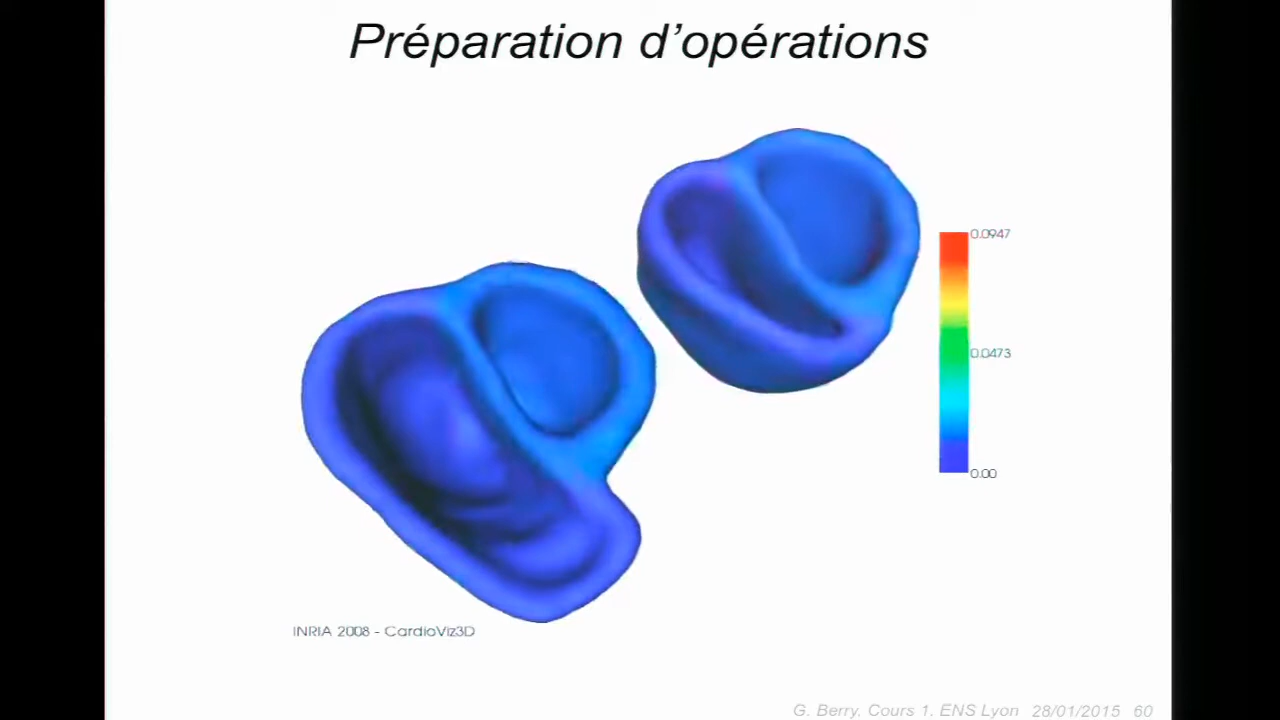 Préparation d'opérations
0.0947
0.0473
0.00
INRIA 2008 - CardioViz3D
G. Berry, Cours 1. ENS Lyon 28/01/2015 60